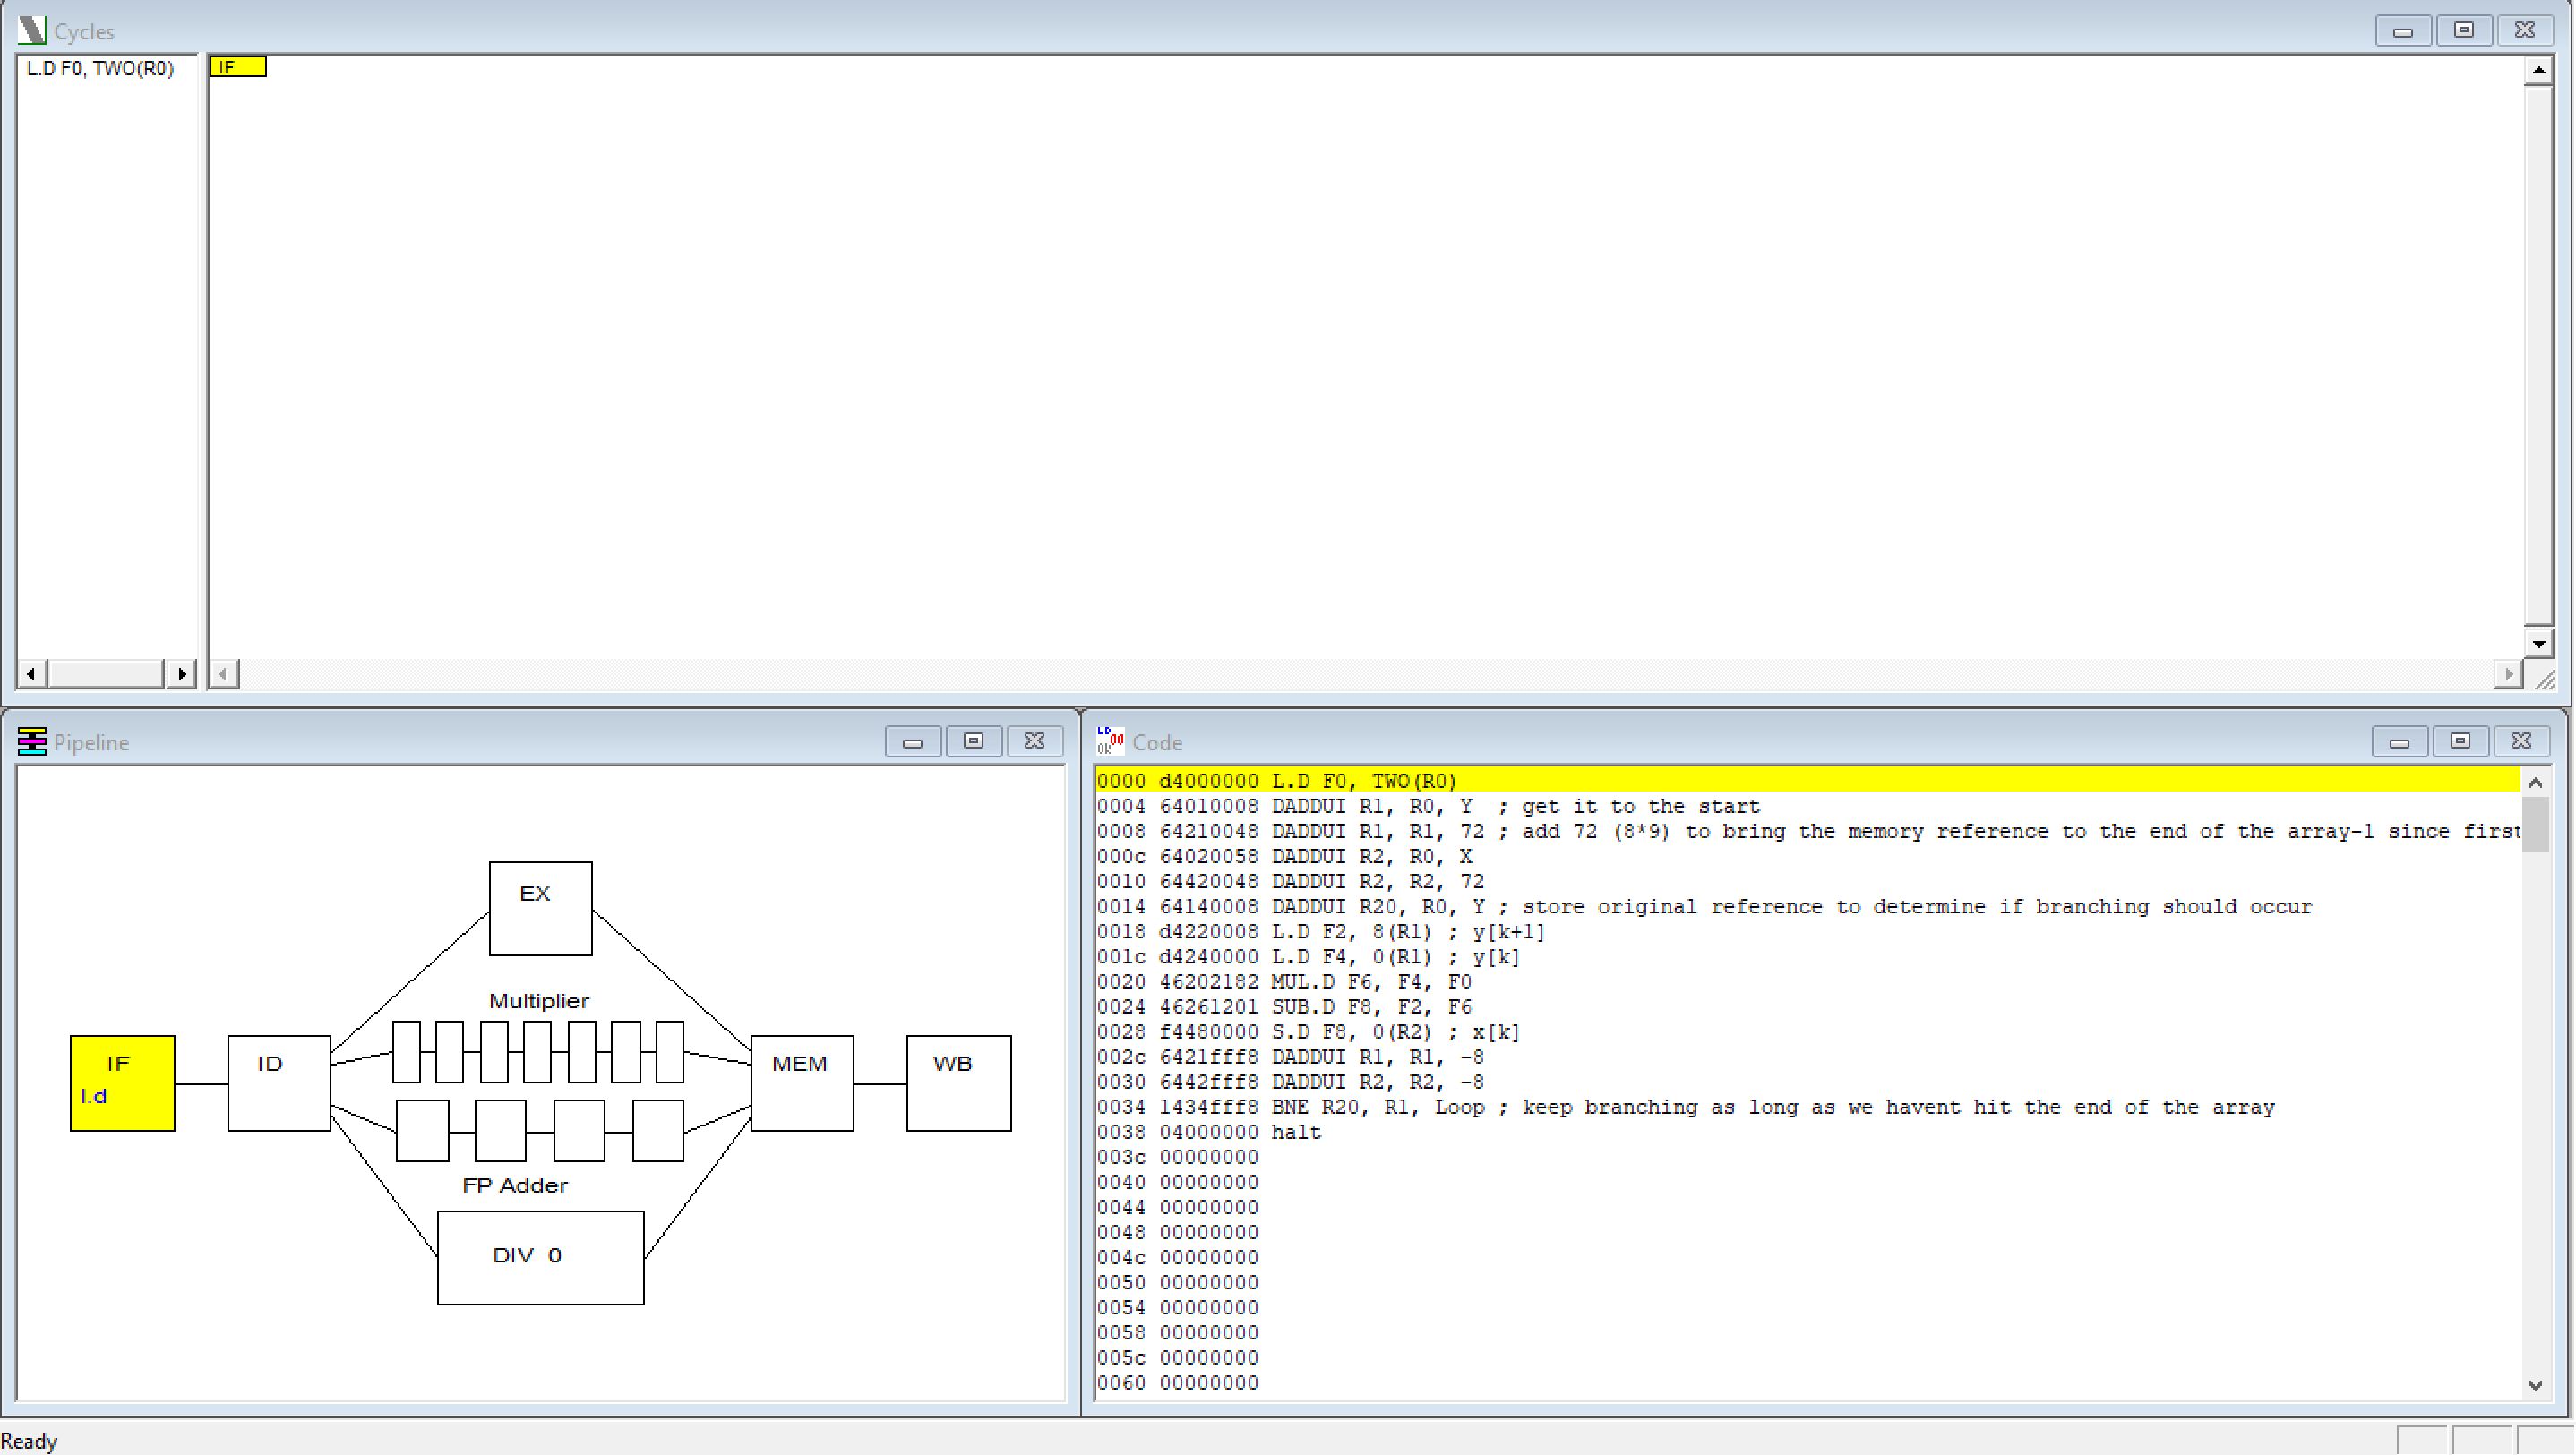 Cycles
L.D F0, TWO(R0)
IF
Pipeline
EX
Multiplier
IF
l.d
ID
MEM
WB
FP Adder
DIV 0
LD
00
OR
Code
0000 d4000000 L.D F0, TWO(R0)
0004 64010008 DADDUI R1, R0, Y ; get it to the start
0008 64210048 DADDUI R1, R1, 72 ; add 72 (8*9) to bring the memory reference to the end of the array-1 since first
000c 64020058 DADDUI R2, R0, X
0010 64420048 DADDUI R2, R2, 72
0014 64140008 DADDUI R20, R0, Y ; store original reference to determine if branching should occur
0018 d4220008 L.D F2, 8(R1) ; y[k+1]
001c d4240000 L.D F4, 0(R1) ; y[k]
0020 46202182 MUL.D F6, F4, F0
0024 46261201 SUB.D F8, F2, F6
0028 f4480000 S.D F8, 0(R2) ; x[k]
002c 6421fff8 DADDUI R1, R1, -8
0030 6442fff8 DADDUI R2, R2, -8
0034 1434fff8 BNE R20, R1, Loop ; keep branching as long as we havent hit the end of the array
0038 04000000 halt
003c 00000000
0040 00000000
0044 00000000
0048 00000000
004c 00000000
0050 00000000
0054 00000000
0058 00000000
005c 00000000
0060 00000000
Ready